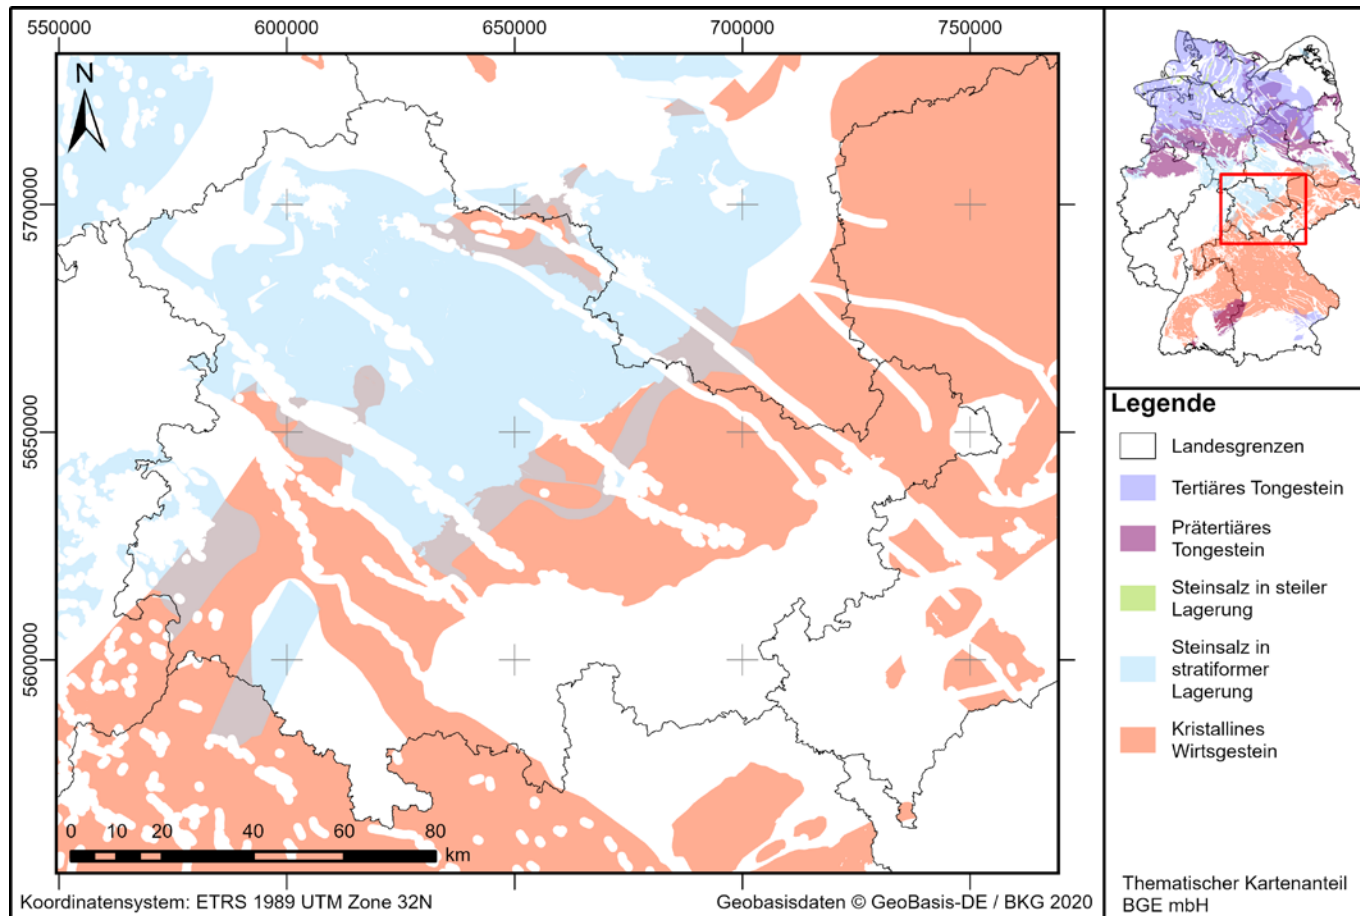 550000 600000 650000 700000 750000
N
5700000
5650000
5600000
0 10 20 40 60 80
km
Koordinatensystem: ETRS 1989 UTM Zone 32N
Geobasisdaten © GeoBasis-DE / BKG 2020
Legende
Landesgrenzen
Tertiäres Tongestein
Prätertiäres
Tongestein
Steinsalz in steiler
Lagerung
Steinsalz in
stratiformer
Lagerung
Kristallines
Wirtsgestein
Thematischer Kartenanteil
BGE mbH